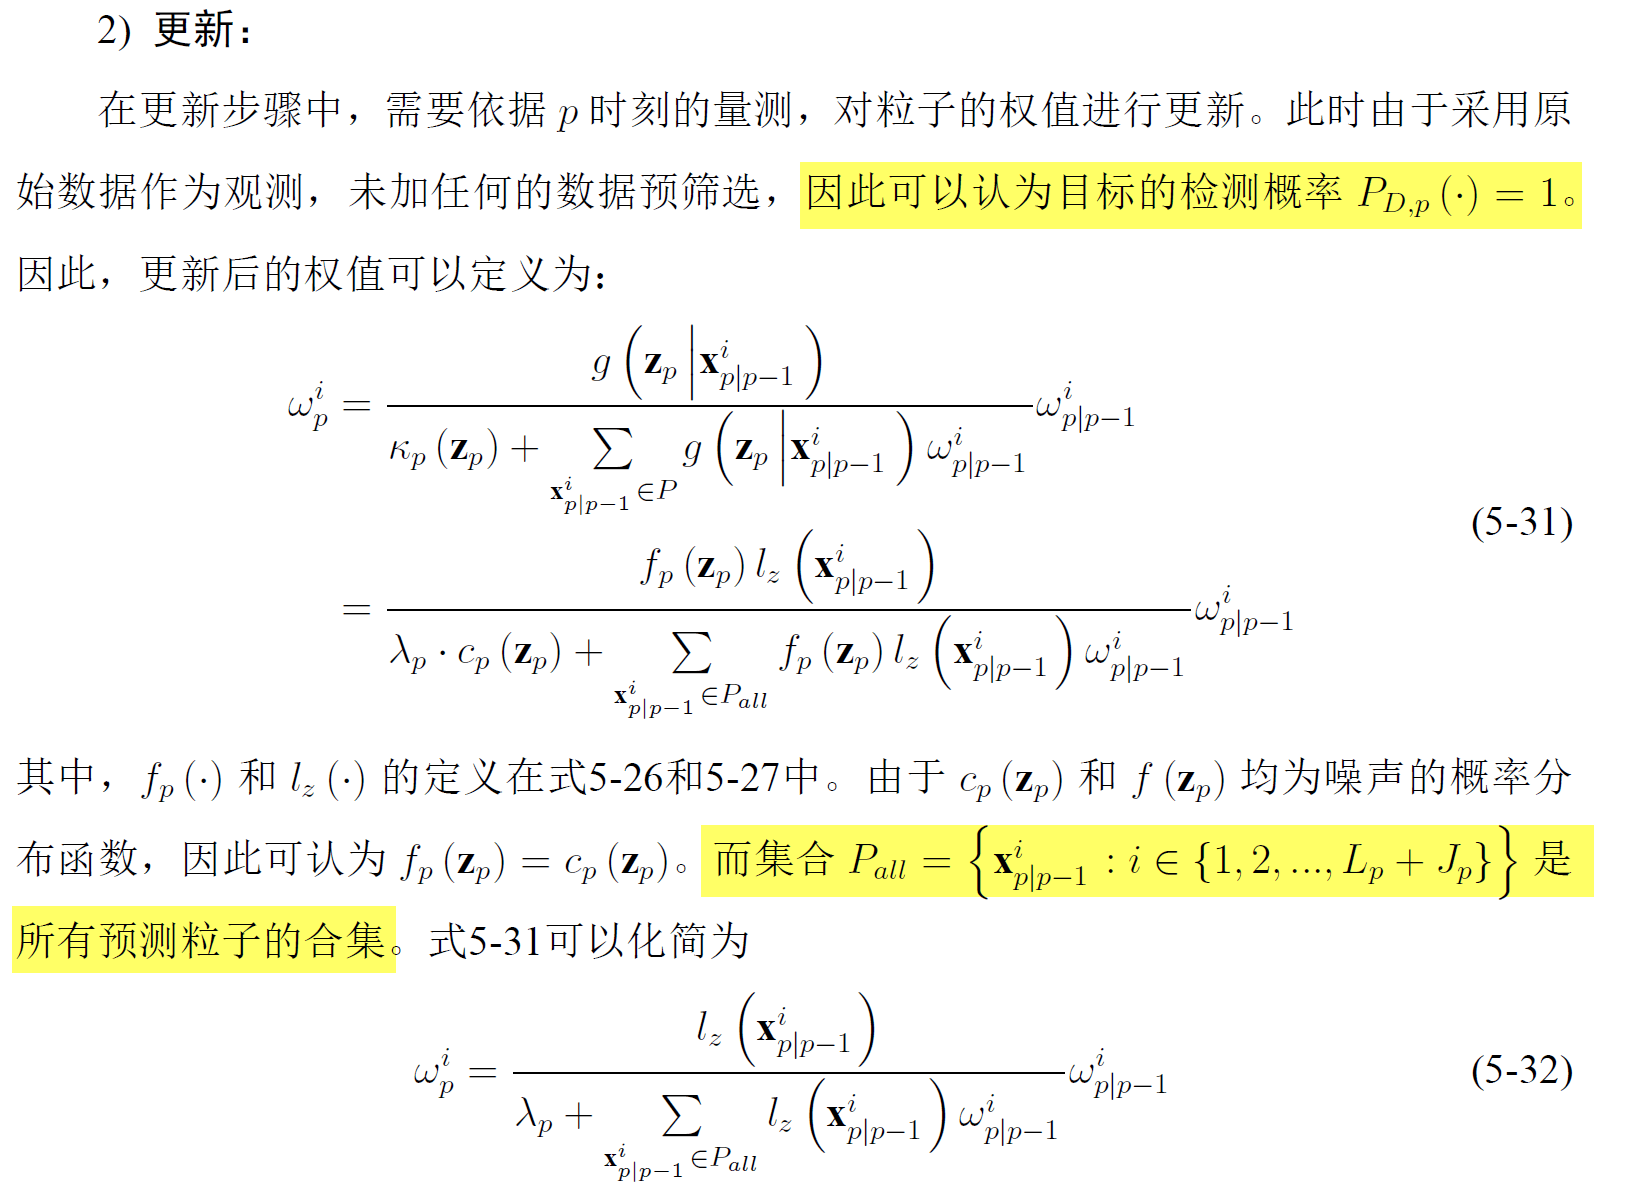 2) 更新：
在更新步骤中，需要依据 p 时刻的量测，对粒子的权值进行更新。此时由于采用原
始数据作为观测，未加任何的数据预筛选，因此可以认为目标的检测概率 $P_{D,p}(\cdot) = 1$。
因此，更新后的权值可以定义为：
$\omega_p^i = \frac{g\left(\mathbf{z}_p \middle| \mathbf{x}_{p|p-1}^i\right)}{\kappa_p(\mathbf{z}_p) + \sum\limits_{\mathbf{x}_{p|p-1}^i \in P} g\left(\mathbf{z}_p \middle| \mathbf{x}_{p|p-1}^i\right) \omega_{p|p-1}^i} \omega_{p|p-1}^i$
$= \frac{f_p(\mathbf{z}_p) l_z\left(\mathbf{x}_{p|p-1}^i\right)}{\lambda_p \cdot c_p(\mathbf{z}_p) + \sum\limits_{\mathbf{x}_{p|p-1}^i \in P_{all}} f_p(\mathbf{z}_p) l_z\left(\mathbf{x}_{p|p-1}^i\right) \omega_{p|p-1}^i} \omega_{p|p-1}^i$ (5-31)
其中，$f_p(\cdot)$ 和 $l_z(\cdot)$ 的定义在式5-26和5-27中。由于 $c_p(\mathbf{z}_p)$ 和 $f(\mathbf{z}_p)$ 均为噪声的概率分
布函数，因此可认为 $f_p(\mathbf{z}_p) = c_p(\mathbf{z}_p)$。而集合 $P_{all} = \left\{\mathbf{x}_{p|p-1}^i : i \in \{1, 2, ..., L_p + J_p\}\right\}$ 是
所有预测粒子的合集。式5-31可以化简为
$\omega_p^i = \frac{l_z\left(\mathbf{x}_{p|p-1}^i\right)}{\lambda_p + \sum\limits_{\mathbf{x}_{p|p-1}^i \in P_{all}} l_z\left(\mathbf{x}_{p|p-1}^i\right) \omega_{p|p-1}^i} \omega_{p|p-1}^i$ (5-32)